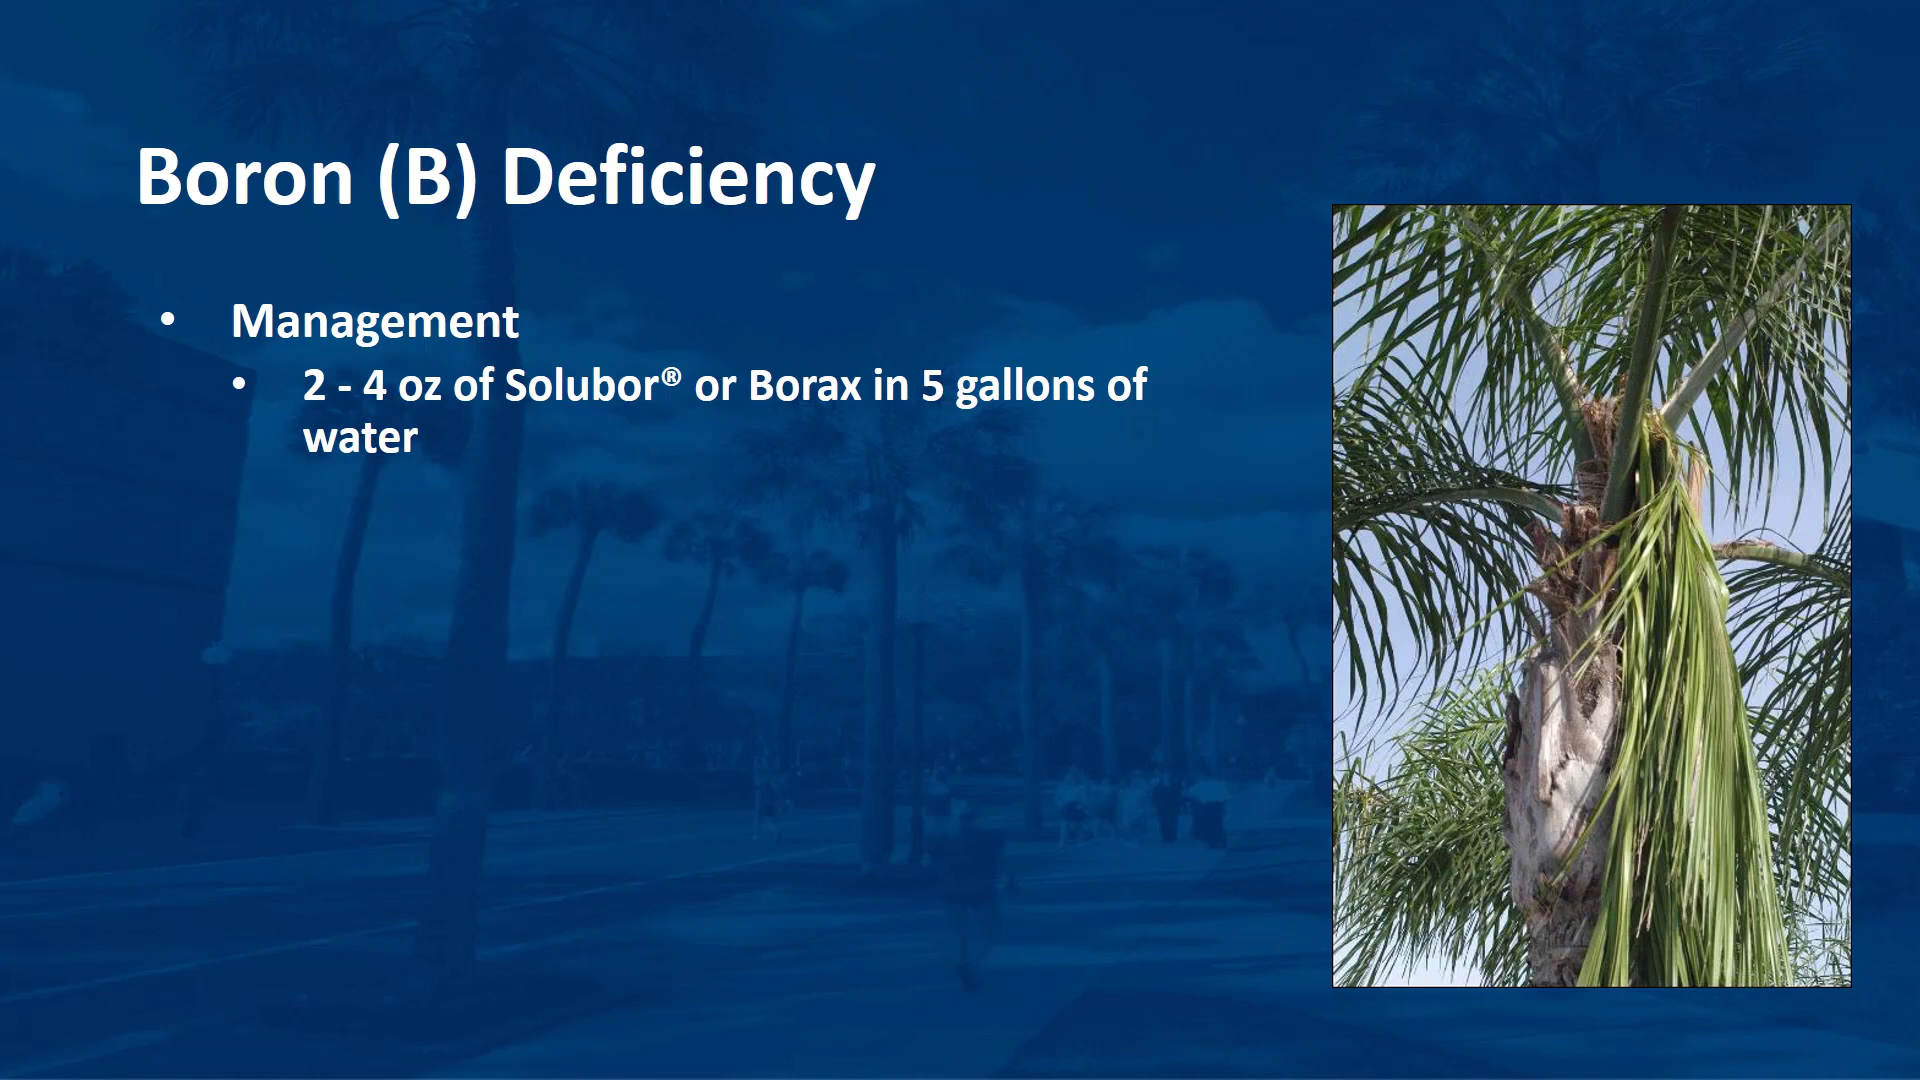 Boron (B) Deficiency
• Management
• 2 - 4 oz of Solubor® or Borax in 5 gallons of
water